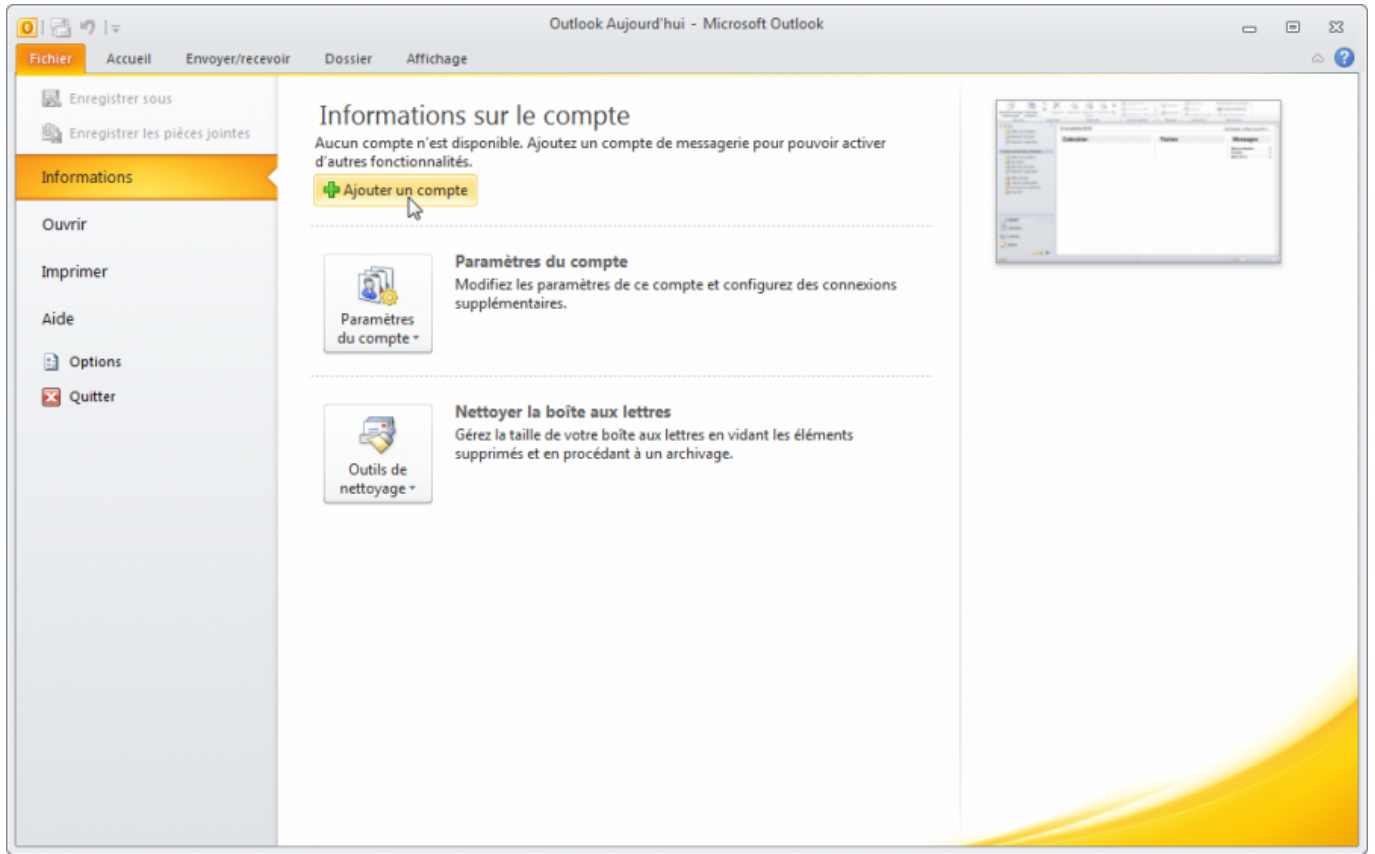 Outlook Aujourd'hui - Microsoft Outlook
Fichier Accueil Envoyer/recevoir Dossier Affichage
Enregistrer sous
Enregistrer les pièces jointes
Informations
Ouvrir
Imprimer
Aide
Options
Quitter
Informations sur le compte
Aucun compte n'est disponible. Ajoutez un compte de messagerie pour pouvoir activer
d'autres fonctionnalités.
Ajouter un compte
Paramètres
du compte
Paramètres du compte
Modifiez les paramètres de ce compte et configurez des connexions
supplémentaires.
Outils de
nettoyage
Nettoyer la boîte aux lettres
Gérez la taille de votre boîte aux lettres en vidant les éléments
supprimés et en procédant à un archivage.
Calendrier Tâches Messages